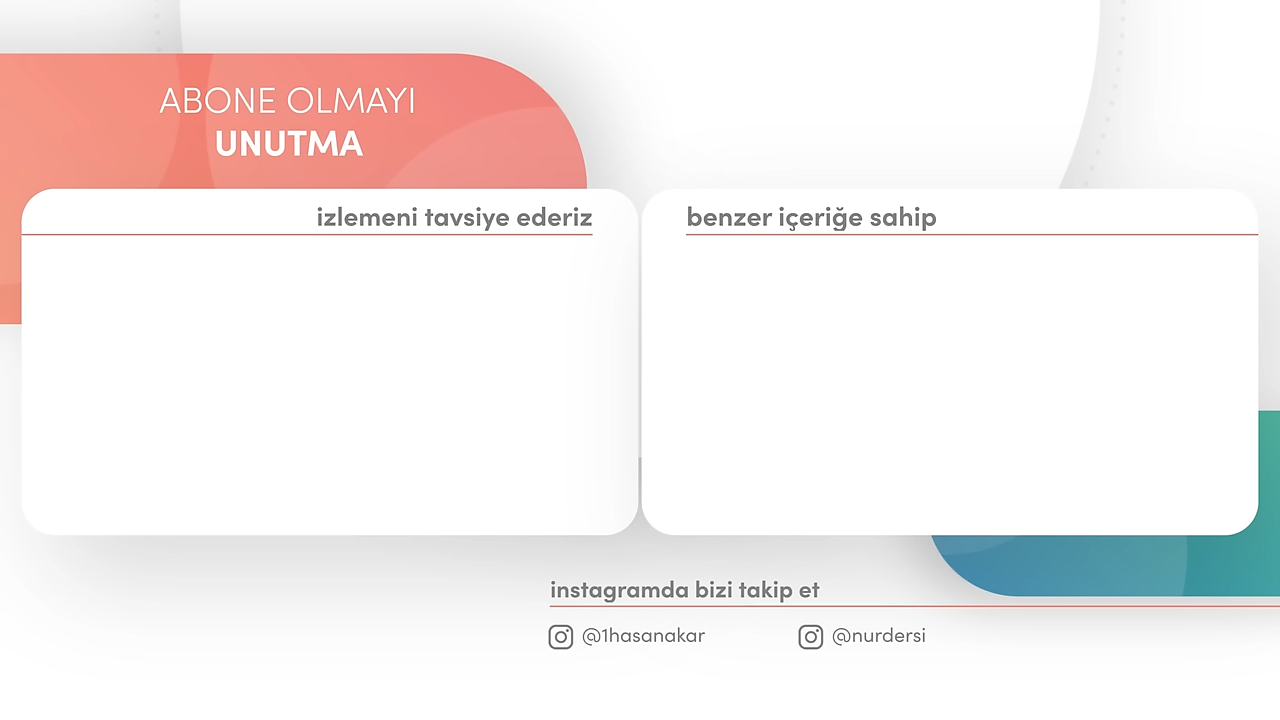 ABONE OLMAYI
UNUTMA
izlemeni tavsiye ederiz
benzer içeriğe sahip
instagramda bizi takip et
@1hasanakar
@nurdersi